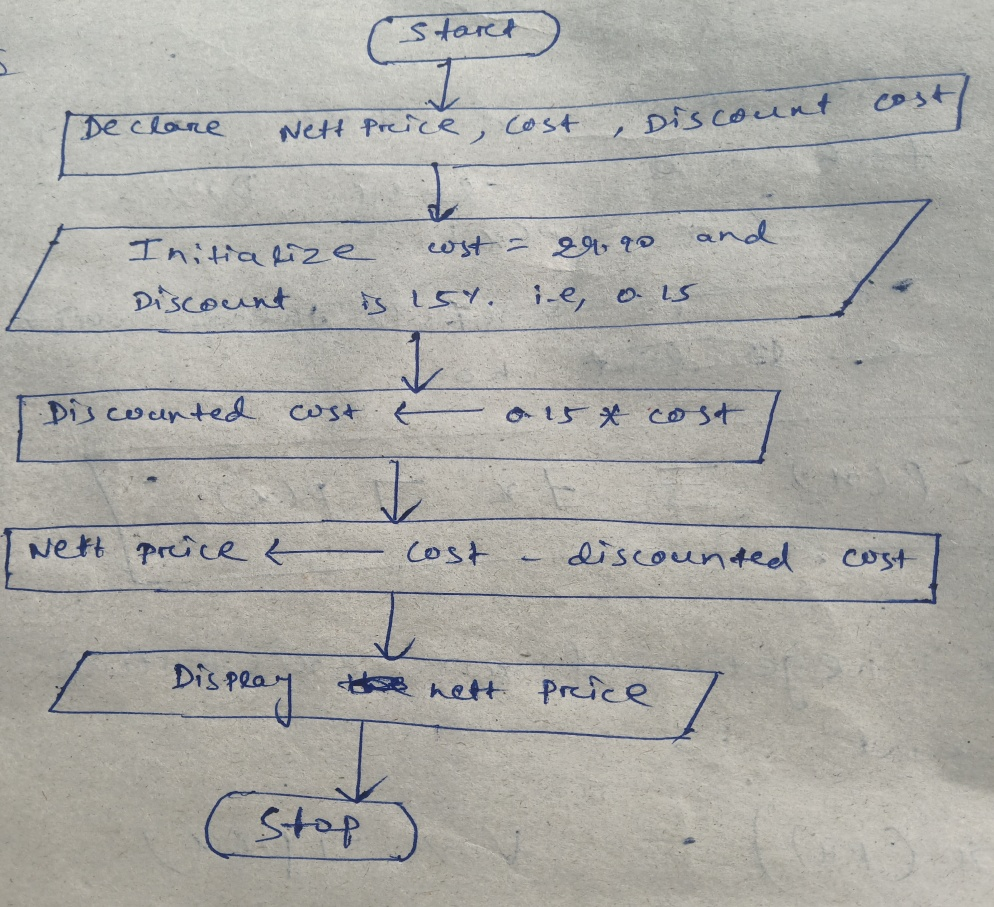 Start
Declare Nett Price, cost, Discount cost
Initialize cost = 29.90 and
Discount, is 15%. i.e, 0.15
Discounted cost ← 0.15 * cost
Nett price ← cost - discounted cost
Display nett price
Stop